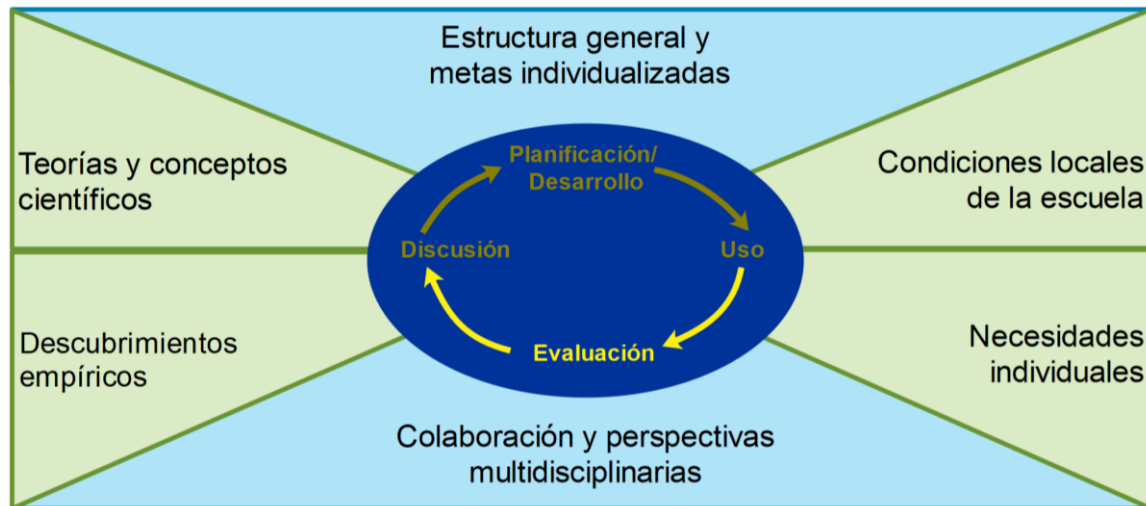 Estructura general y
metas individualizadas
Teorías y conceptos
científicos
Condiciones locales
de la escuela
Planificación/
Desarrollo
Discusión
Uso
Evaluación
Descubrimientos
empíricos
Necesidades
individuales
Colaboración y perspectivas
multidisciplinarias